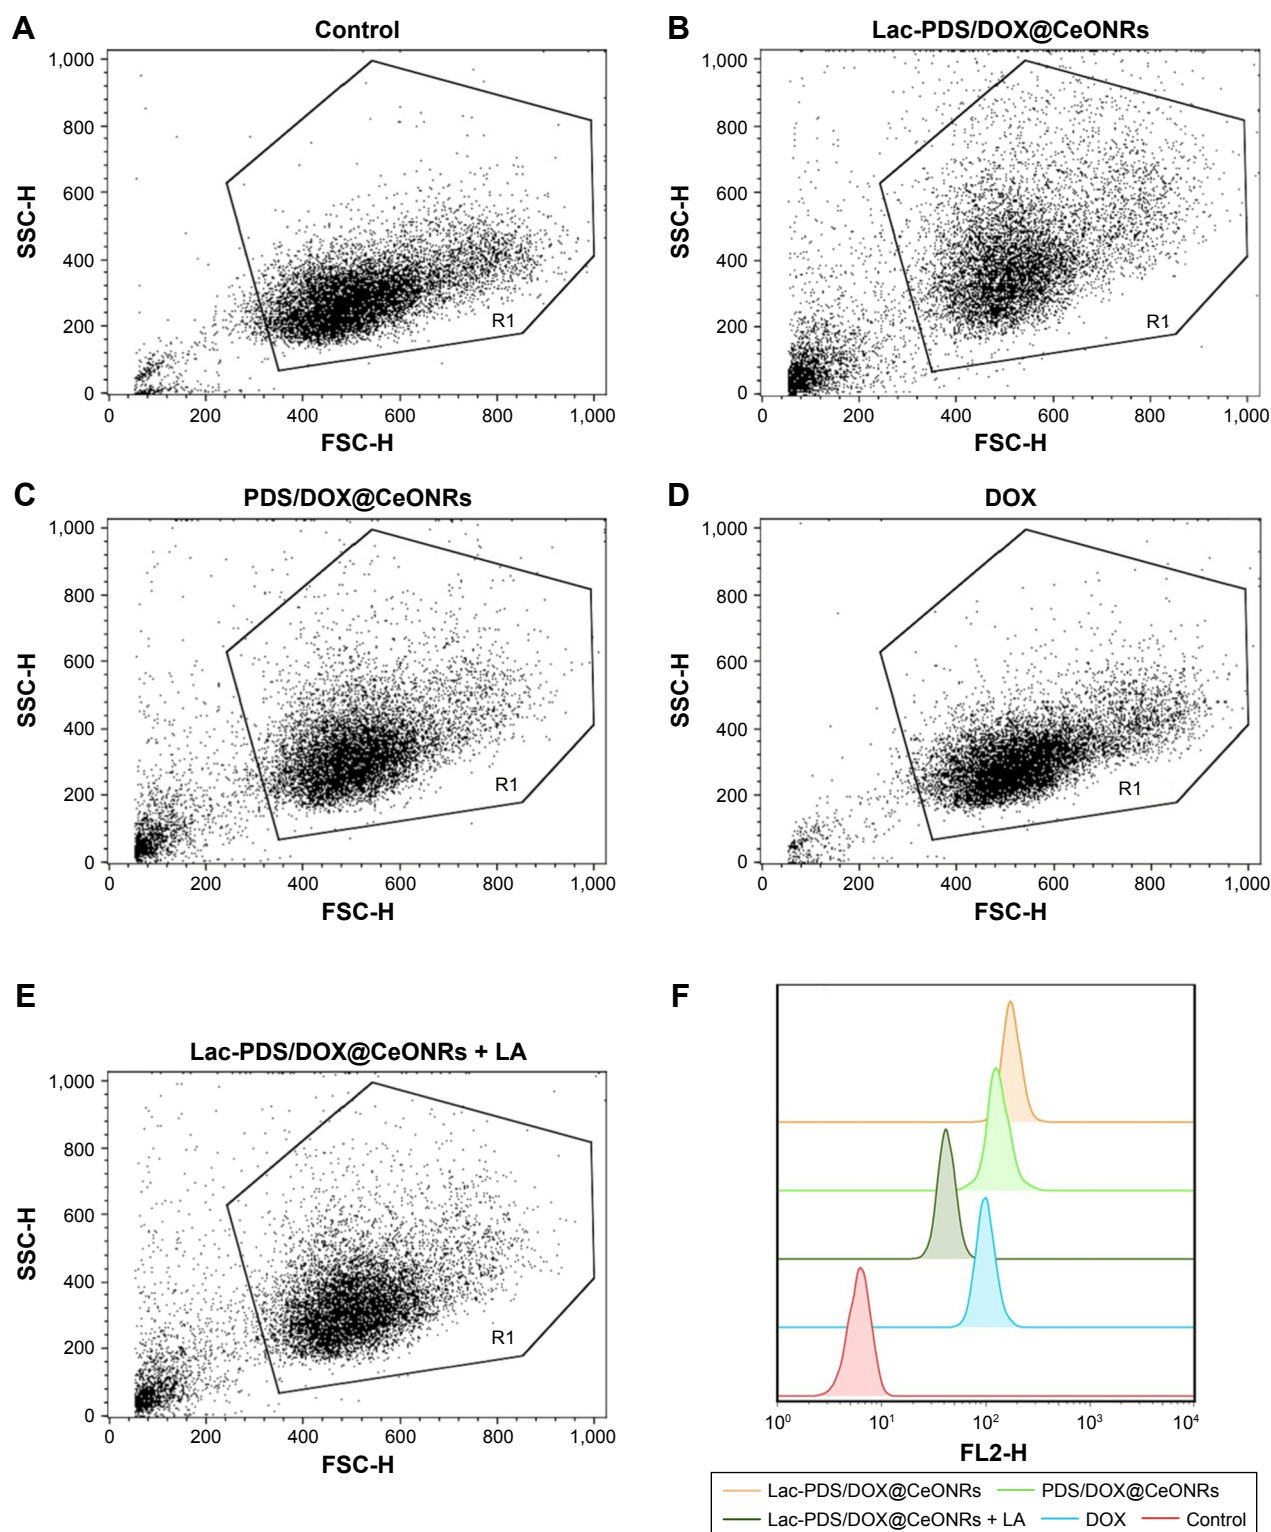 A
Control
1,000
800
600
400
200
0
SSC-H
R1
0 200 400 600 800 1,000
FSC-H
B
Lac-PDS/DOX@CeONRs
1,000
800
600
400
200
0
SSC-H
R1
0 200 400 600 800 1,000
FSC-H
C
PDS/DOX@CeONRs
1,000
800
600
400
200
0
SSC-H
R1
0 200 400 600 800 1,000
FSC-H
D
DOX
1,000
800
600
400
200
0
SSC-H
R1
0 200 400 600 800 1,000
FSC-H
E
Lac-PDS/DOX@CeONRs + LA
1,000
800
600
400
200
0
SSC-H
R1
0 200 400 600 800 1,000
FSC-H
F
10⁰ 10¹ 10² 10³ 10⁴
FL2-H
Lac-PDS/DOX@CeONRs PDS/DOX@CeONRs
Lac-PDS/DOX@CeONRs + LA DOX Control